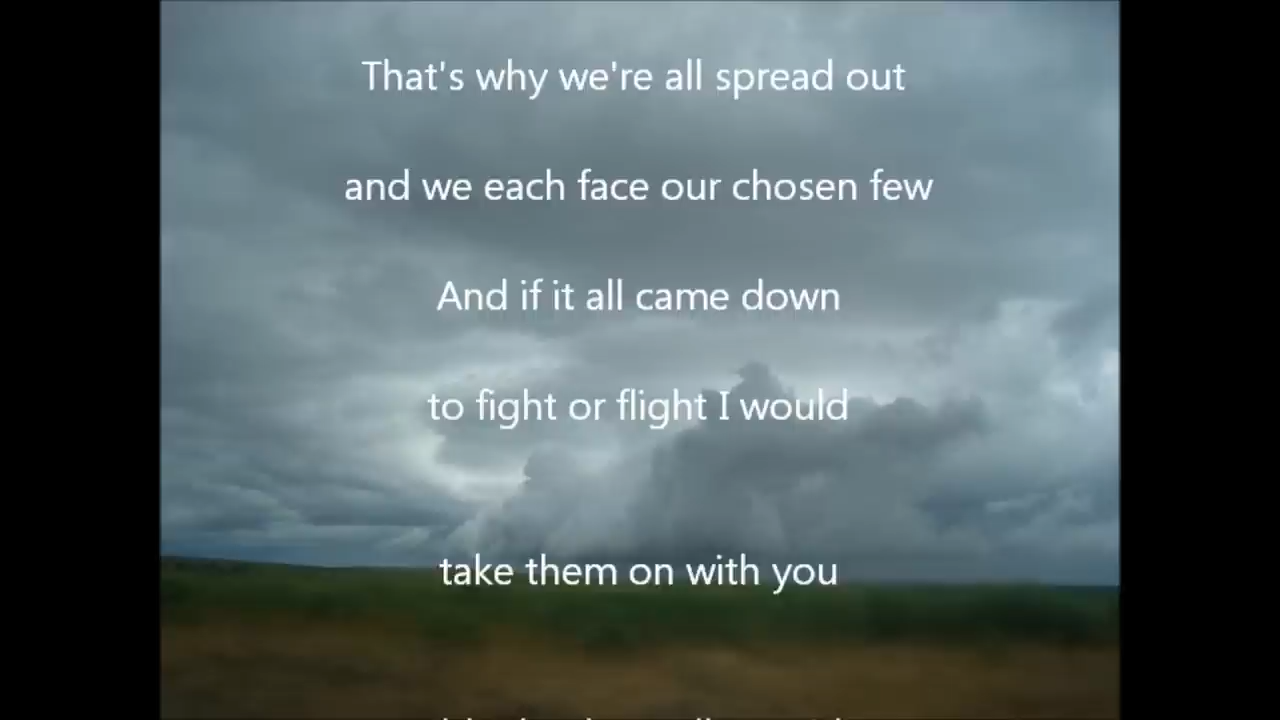 That's why we're all spread out
and we each face our chosen few
And if it all came down
to fight or flight I would
take them on with you